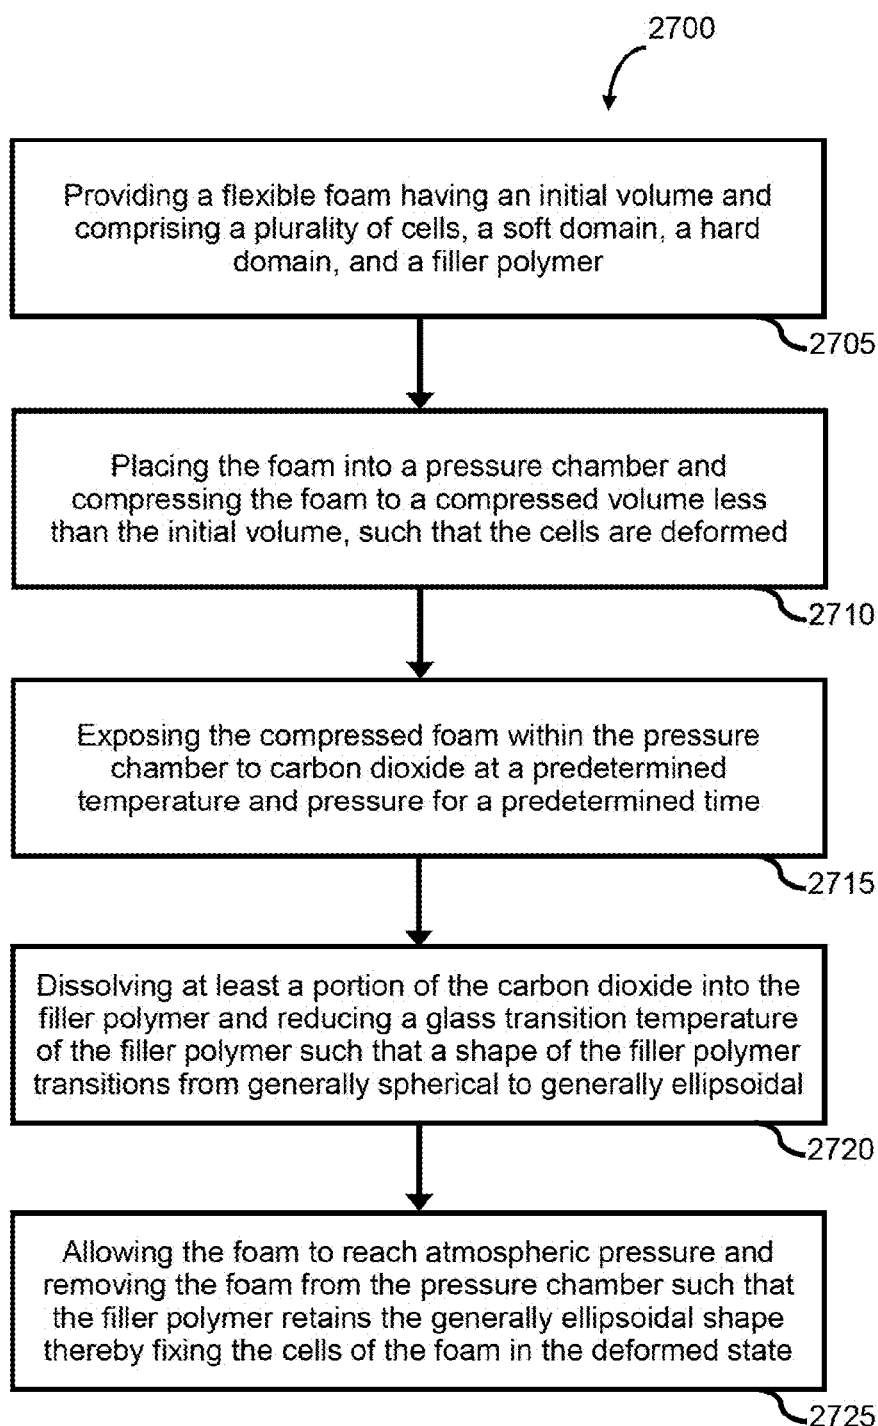 2700
Providing a flexible foam having an initial volume and
comprising a plurality of cells, a soft domain, a hard
domain, and a filler polymer
2705
Placing the foam into a pressure chamber and
compressing the foam to a compressed volume less
than the initial volume, such that the cells are deformed
2710
Exposing the compressed foam within the pressure
chamber to carbon dioxide at a predetermined
temperature and pressure for a predetermined time
2715
Dissolving at least a portion of the carbon dioxide into the
filler polymer and reducing a glass transition temperature
of the filler polymer such that a shape of the filler polymer
transitions from generally spherical to generally ellipsoidal
2720
Allowing the foam to reach atmospheric pressure and
removing the foam from the pressure chamber such that
the filler polymer retains the generally ellipsoidal shape
thereby fixing the cells of the foam in the deformed state
2725